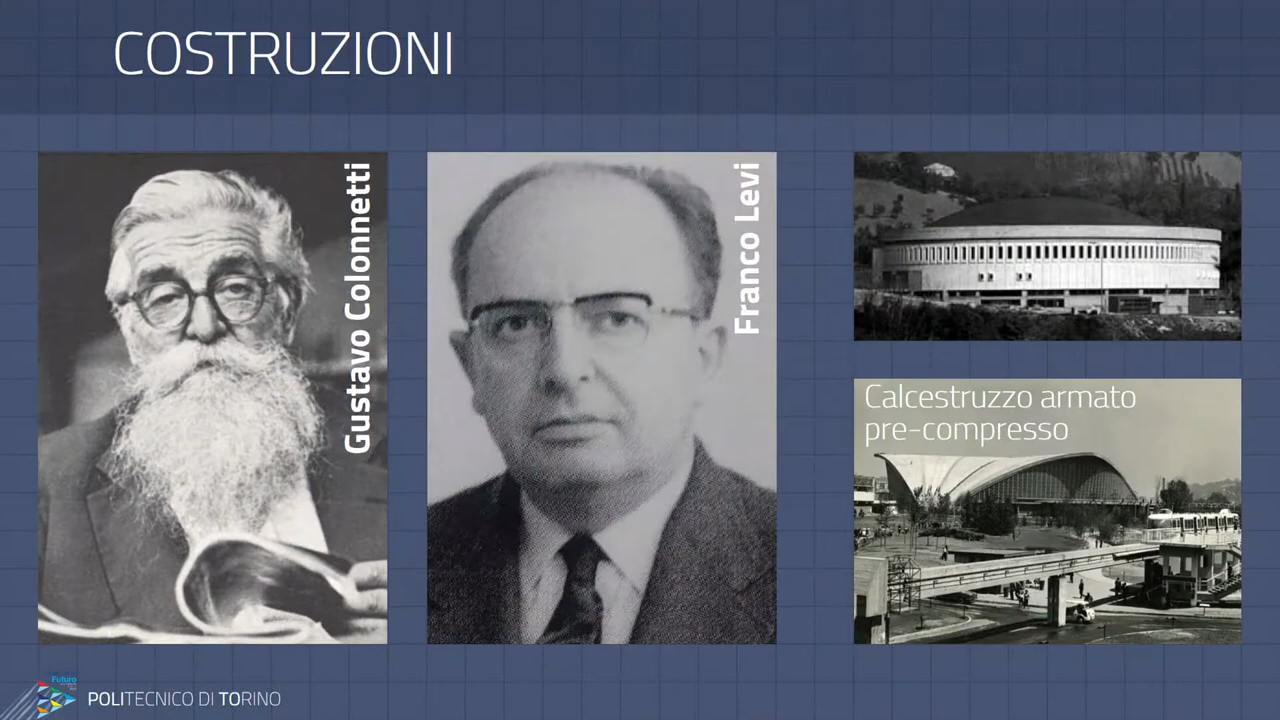 COSTRUZIONI
Gustavo Colonnetti
Franco Levi
Calcestruzzo armato
pre-compresso
Futuro
POLITECNICO DI TORINO